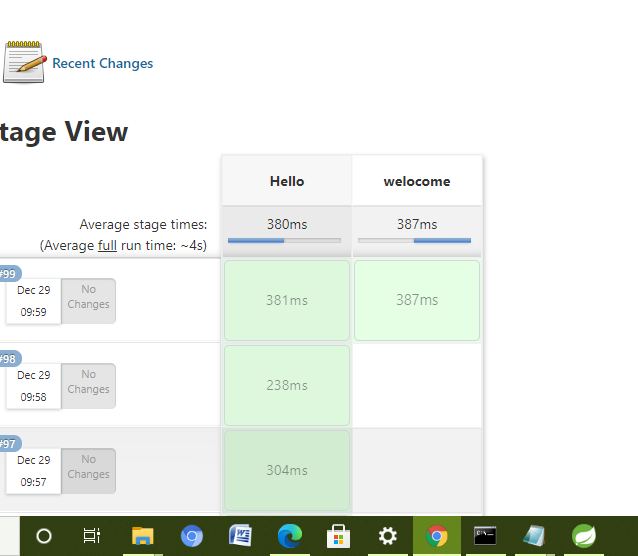 Recent Changes
tage View
Hello welocome
Average stage times: 380ms 387ms
(Average full run time: ~4s)
#99
Dec 29 No
09:59 Changes
381ms 387ms
#98
Dec 29 No
09:58 Changes
238ms
#97
Dec 29 No
09:57 Changes
304ms